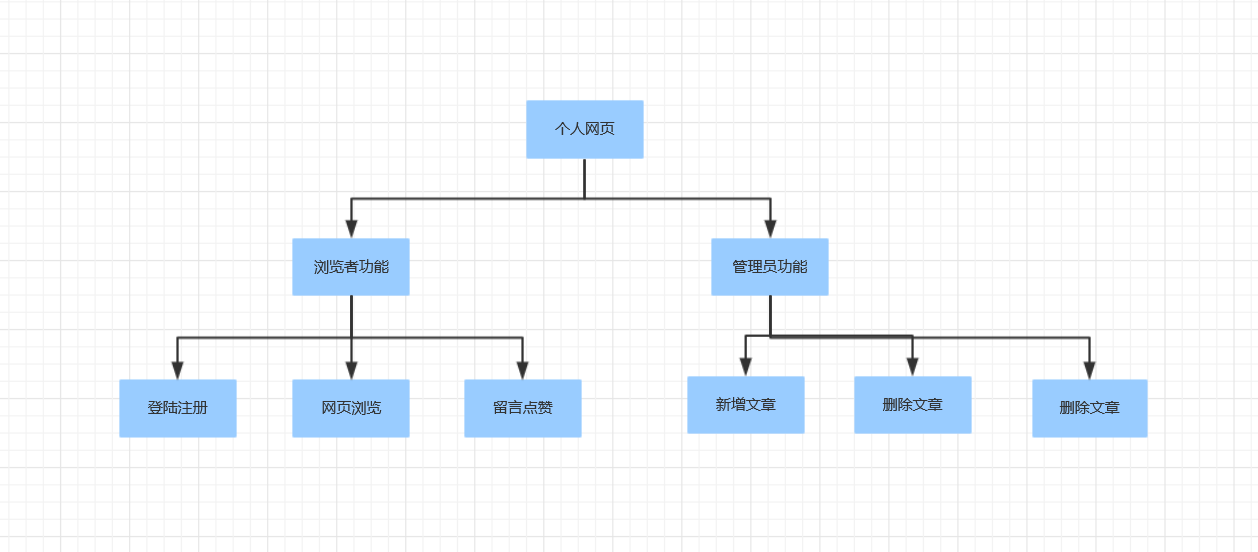 个人网页
浏览者功能
管理员功能
登陆注册
网页浏览
留言点赞
新增文章
删除文章
删除文章